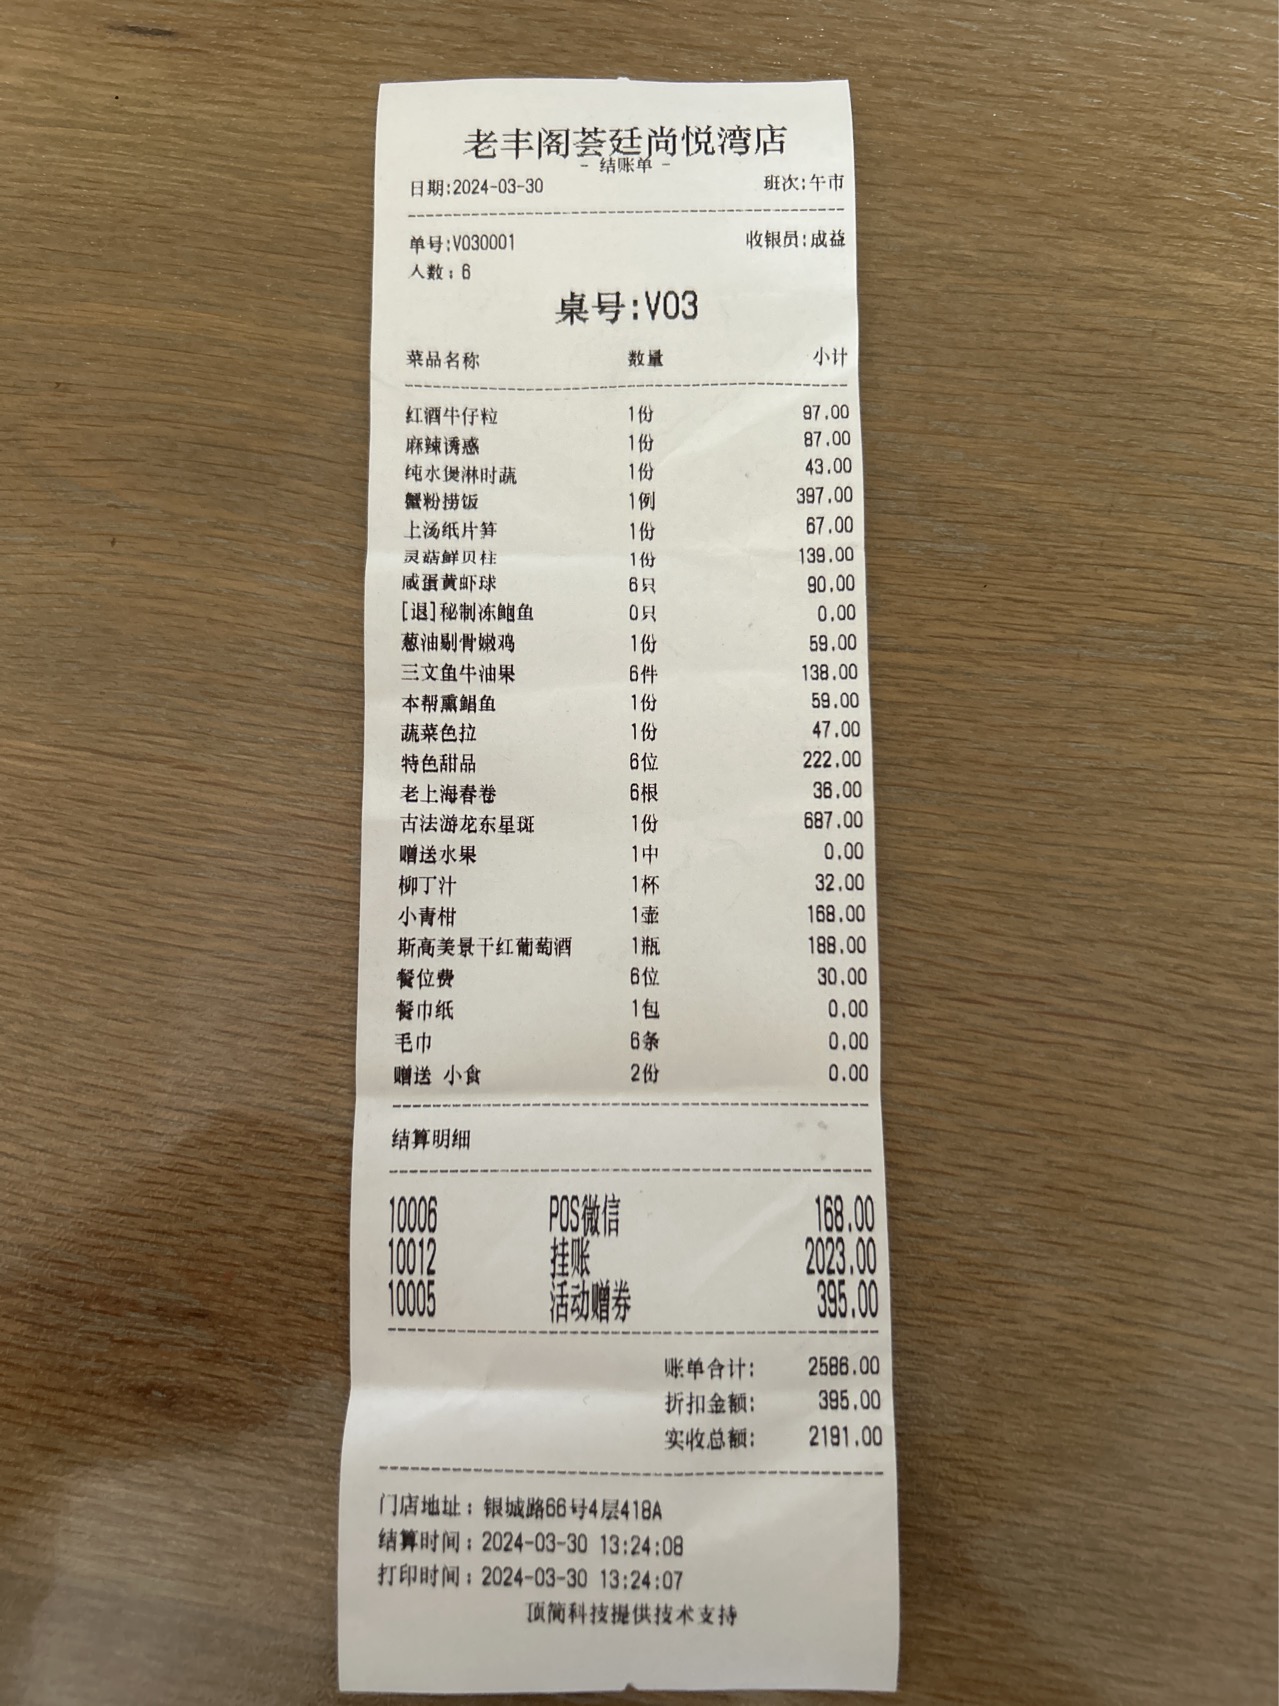 老丰阁荟廷尚悦湾店
- 结账单 -
日期:2024-03-30 班次:午市
单号:V030001 收银员:成益
人数:6
桌号:V03
菜品名称 数量 小计
红酒牛仔粒 1份 97.00
麻辣诱惑 1份 87.00
纯水煲淋时蔬 1份 43.00
蟹粉捞饭 1例 397.00
上汤纸片笋 1份 67.00
灵菇鲜贝柱 1份 139.00
咸蛋黄虾球 6只 90.00
[退]秘制冻鲍鱼 0只 0.00
葱油剔骨嫩鸡 1份 59.00
三文鱼牛油果 6件 138.00
本帮熏鲳鱼 1份 59.00
蔬菜色拉 1份 47.00
特色甜品 6位 222.00
老上海春卷 6根 36.00
古法游龙东星斑 1份 687.00
赠送水果 1中 0.00
柳丁汁 1杯 32.00
小青柑 1壶 168.00
斯高美景干红葡萄酒 1瓶 188.00
餐位费 6位 30.00
餐巾纸 1包 0.00
毛巾 6条 0.00
赠送 小食 2份 0.00
结算明细
10006 POS微信 168.00
10012 挂账 2023.00
10005 活动赠券 395.00
账单合计: 2586.00
折扣金额: 395.00
实收总额: 2191.00
门店地址: 银城路66号4层418A
结算时间: 2024-03-30 13:24:08
打印时间: 2024-03-30 13:24:07
顶简科技提供技术支持